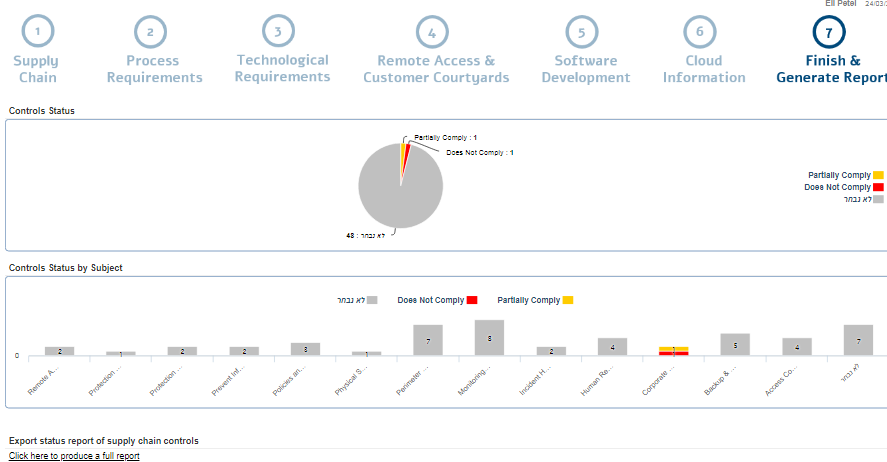 Eli Petel 24/03/
1 2 3 4 5 6 7
Supply Chain
Process Requirements
Technological Requirements
Remote Access & Customer Courtyards
Software Development
Cloud Information
Finish & Generate Report
Controls Status
Partially Comply : 1
Does Not Comply : 1
לא נבחר : 48
Partially Comply
Does Not Comply
לא נבחר
Controls Status by Subject
לא נבחר Does Not Comply Partially Comply
0
2 1 2 2 3 1 7 8 2 4 1 5 4 7
Remote A...
Protection ...
Protection ...
Prevent Inf...
Policies an...
Physical S...
Perimeter ...
Monitoring...
Incident H...
Human Re...
Corporate ...
Backup & ...
Access Co...
לא נבחר
Export status report of supply chain controls
Click here to produce a full report